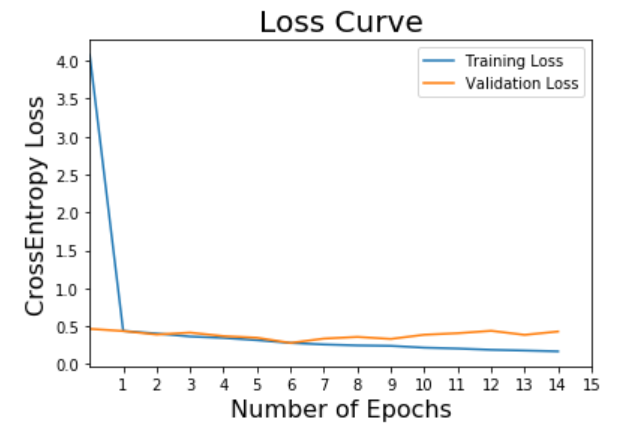 Loss Curve
Training Loss
Validation Loss
CrossEntropy Loss
4.0
3.5
3.0
2.5
2.0
1.5
1.0
0.5
0.0
1 2 3 4 5 6 7 8 9 10 11 12 13 14 15
Number of Epochs